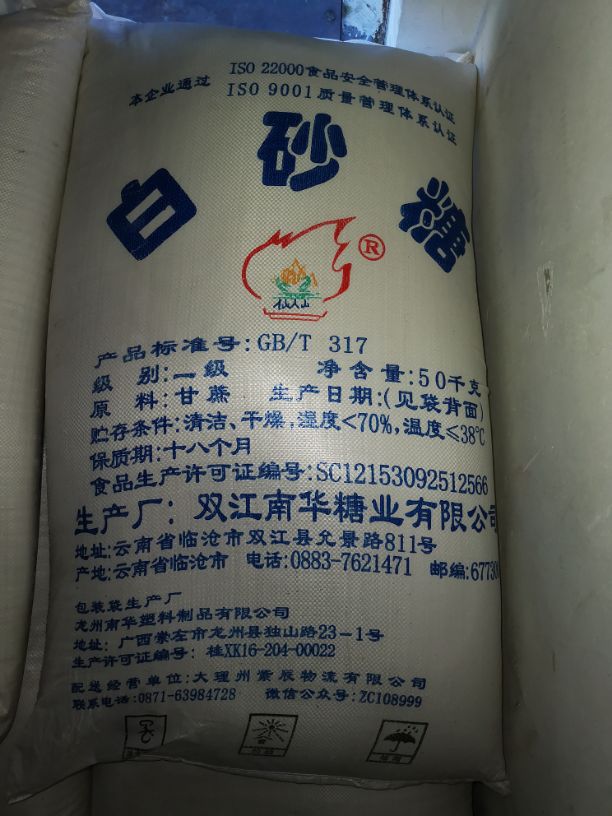 本企业通过
ISO 22000食品安全管理体系认证
ISO 9001质量管理体系认证
白砂糖
®
仙人山
产品标准号:GB/T 317
级 别:一级 净含量:50千克
原 料:甘蔗 生产日期:(见袋背面)
贮存条件:清洁、干燥,湿度<70%,温度≤38℃
保质期:十八个月
食品生产许可证编号:SC12153092512566
生产厂:双江南华糖业有限公司
地址:云南省临沧市双江县允景路811号
产地:云南省临沧市 电话:0883-7621471 邮编:67730
包装袋生产厂
龙州南华塑料制品有限公司
地址:广西崇左市龙州县独山路23-1号
生产许可证编号:桂XK16-204-00022
配送经营单位:大理州紫辰物流有限公司
联系电话:0871-63984728 微信公众号:ZC108999